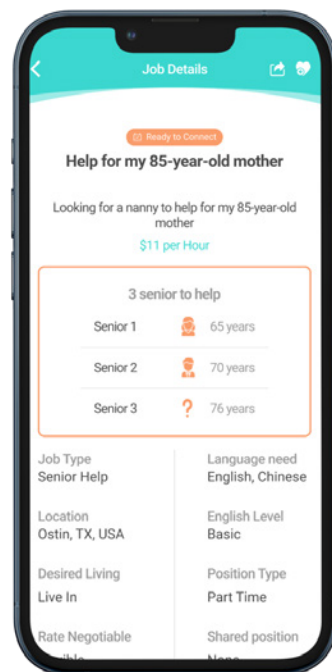 Job Details
Ready to Connect
Help for my 85-year-old mother
Looking for a nanny to help for my 85-year-old
mother
$11 per Hour
3 senior to help
Senior 1 65 years
Senior 2 70 years
Senior 3 ? 76 years
Job Type Language need
Senior Help English, Chinese
Location English Level
Ostin, TX, USA Basic
Desired Living Position Type
Live In Part Time
Rate Negotiable Shared position